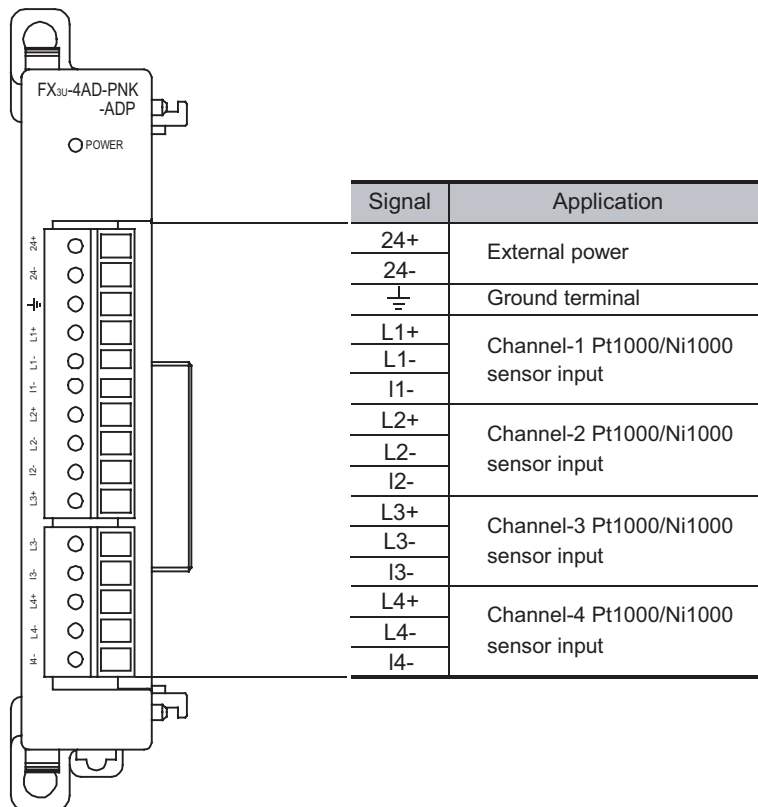 FX3U-4AD-PNK
-ADP
POWER
24+
24-
L1+
L1-
I1-
L2+
L2-
I2-
L3+
L3-
I3-
L4+
L4-
I4-
Signal Application
24+
External power
24-
Ground terminal
L1+
Channel-1 Pt1000/Ni1000
L1-
sensor input
I1-
L2+
Channel-2 Pt1000/Ni1000
L2-
sensor input
I2-
L3+
Channel-3 Pt1000/Ni1000
L3-
sensor input
I3-
L4+
Channel-4 Pt1000/Ni1000
L4-
sensor input
I4-